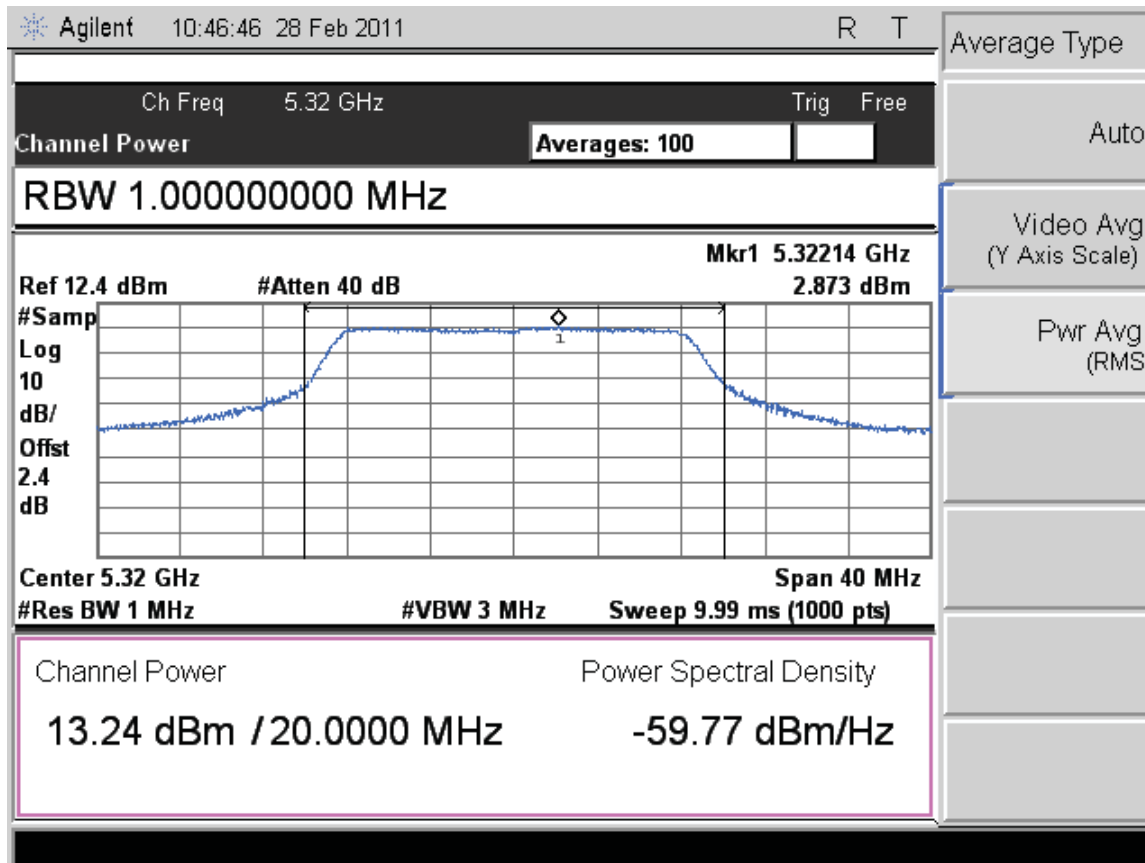 Agilent 10:46:46 28 Feb 2011 R T
Average Type
Ch Freq 5.32 GHz Trig Free
Channel Power Averages: 100
Auto
RBW 1.000000000 MHz
Video Avg
(Y Axis Scale)
Mkr1 5.32214 GHz
Ref 12.4 dBm #Atten 40 dB 2.873 dBm
#Samp
Log
10
dB/
Offst
2.4
dB
1
Pwr Avg
(RMS
Center 5.32 GHz Span 40 MHz
#Res BW 1 MHz #VBW 3 MHz Sweep 9.99 ms (1000 pts)
Channel Power Power Spectral Density
13.24 dBm / 20.0000 MHz -59.77 dBm/Hz